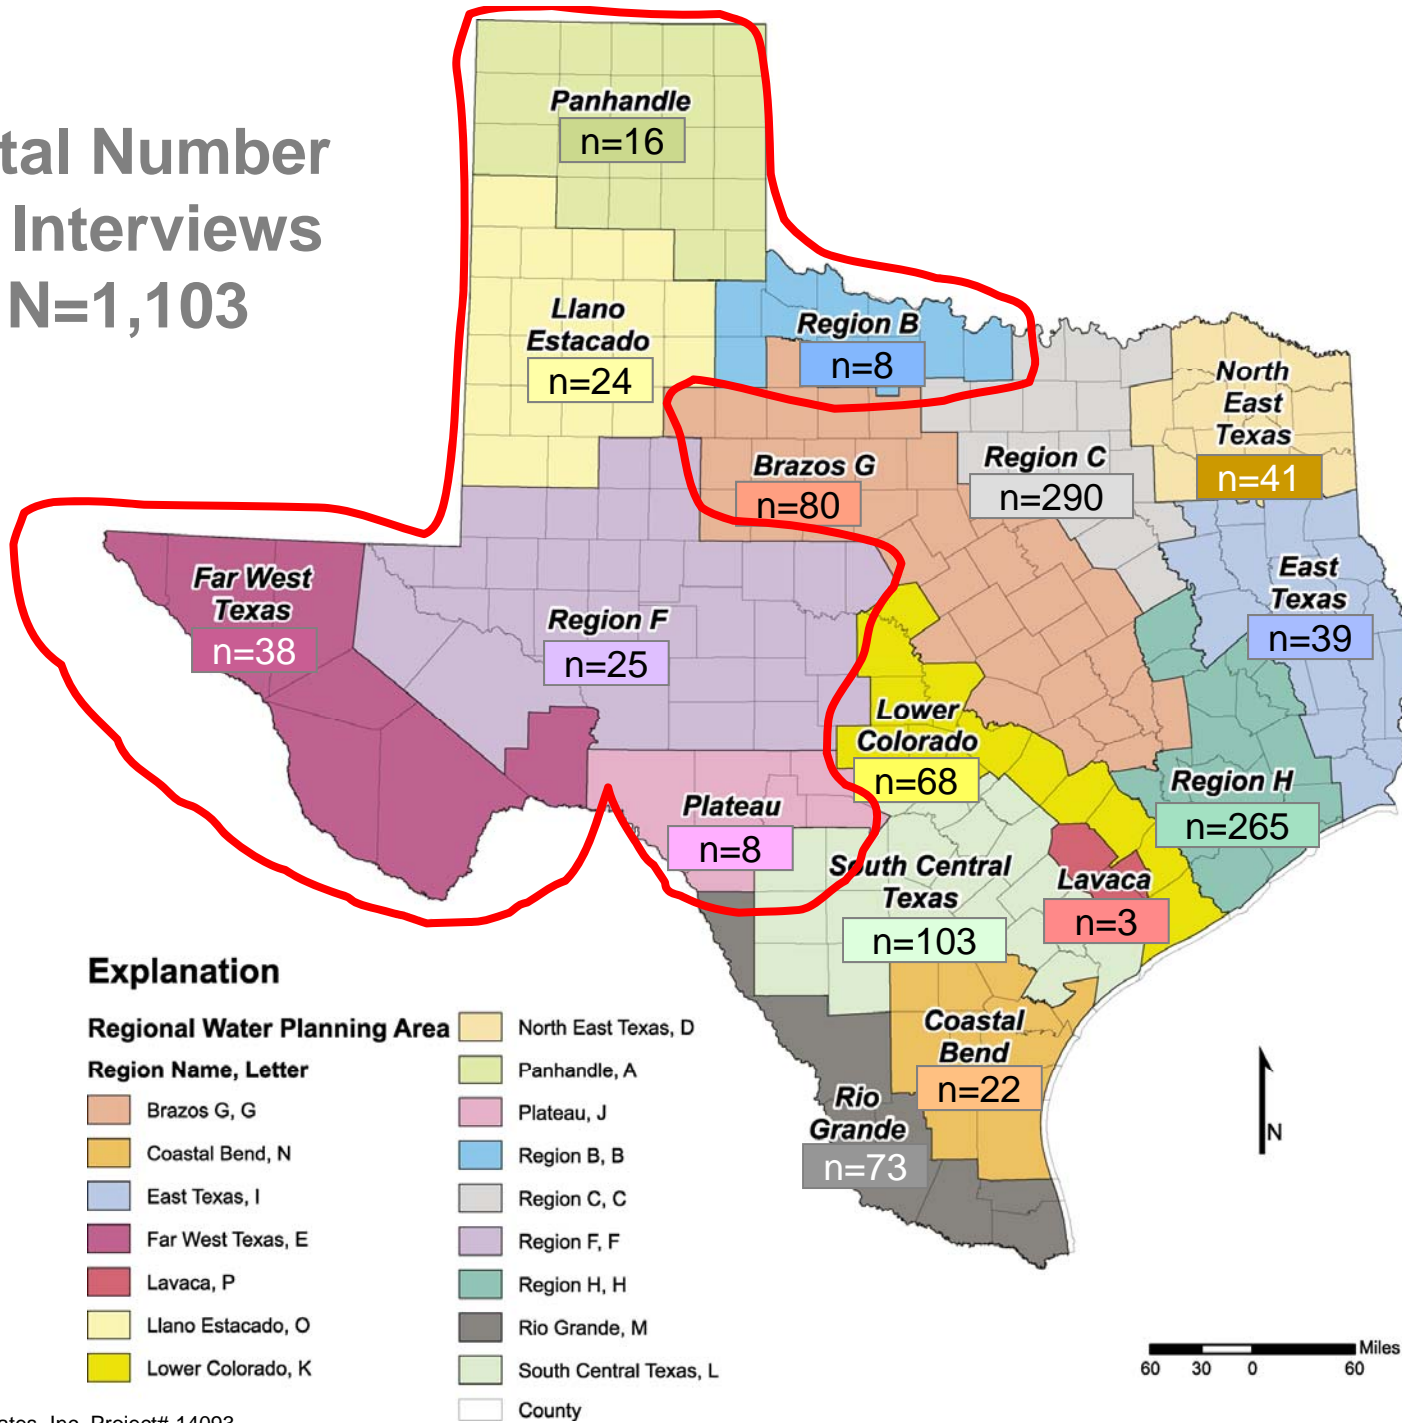 tal Number
Interviews
N=1,103
Panhandle
n=16
Llano
Estacado
n=24
Region B
n=8
North
East
Texas
n=41
Brazos G
n=80
Region C
n=290
Far West
Texas
n=38
Region F
n=25
East
Texas
n=39
Lower
Colorado
n=68
Region H
n=265
Plateau
n=8
South Central
Texas
n=103
Lavaca
n=3
Coastal
Bend
n=22
Rio
Grande
n=73
N
Explanation
Regional Water Planning Area
Region Name, Letter
Brazos G, G
Coastal Bend, N
East Texas, I
Far West Texas, E
Lavaca, P
Llano Estacado, O
Lower Colorado, K
North East Texas, D
Panhandle, A
Plateau, J
Region B, B
Region C, C
Region F, F
Region H, H
Rio Grande, M
South Central Texas, L
County
Miles
60 30 0 60
Inc. Project# 14093